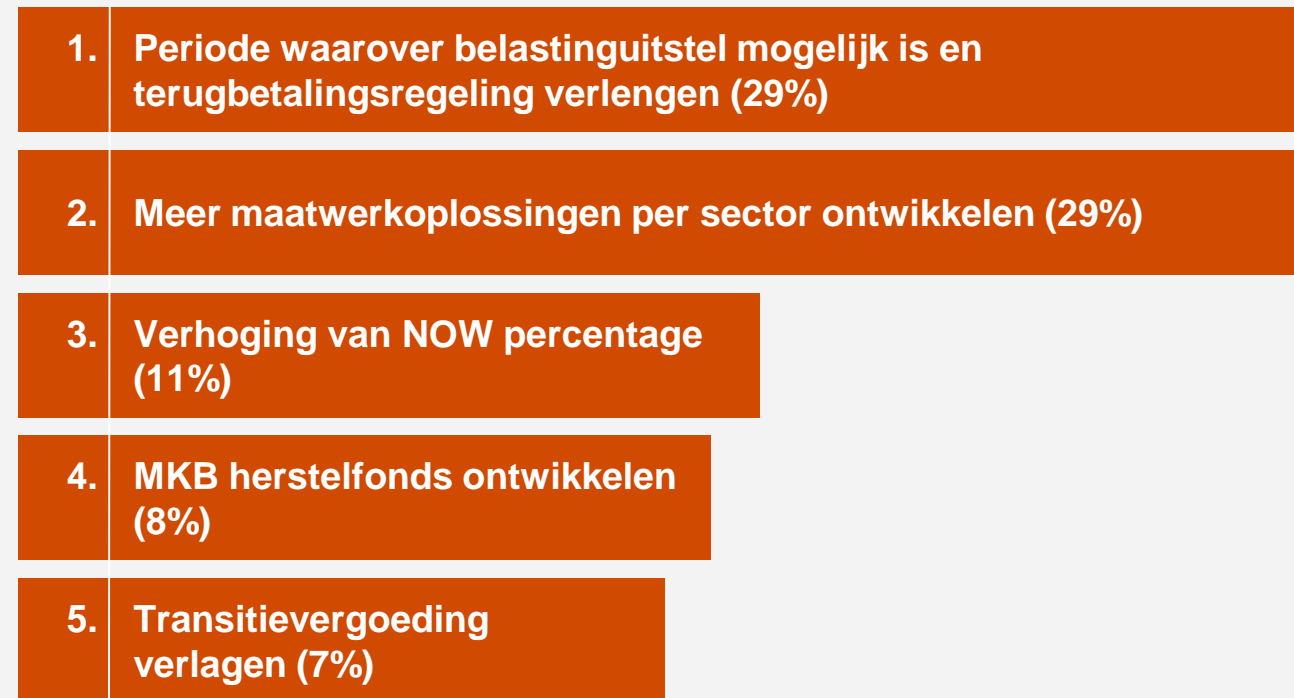 1. Periode waarover belastinguitstel mogelijk is en
terugbetalingsregeling verlengen (29%)
2. Meer maatwerkoplossingen per sector ontwikkelen (29%)
3. Verhoging van NOW percentage
(11%)
4. MKB herstelfonds ontwikkelen
(8%)
5. Transitievergoeding
verlagen (7%)